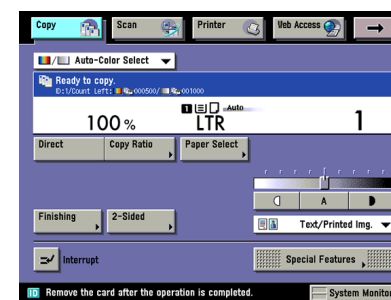 Copy Scan Printer Web Access
Auto-Color Select
Ready to copy.
ID:1/Count Left: 000500/ 001000
1 Auto
100 % LTR 1
Direct Copy Ratio Paper Select
A
Finishing 2-Sided Text/Printed Img.
Interrupt Special Features
ID Remove the card after the operation is completed. System Monitor